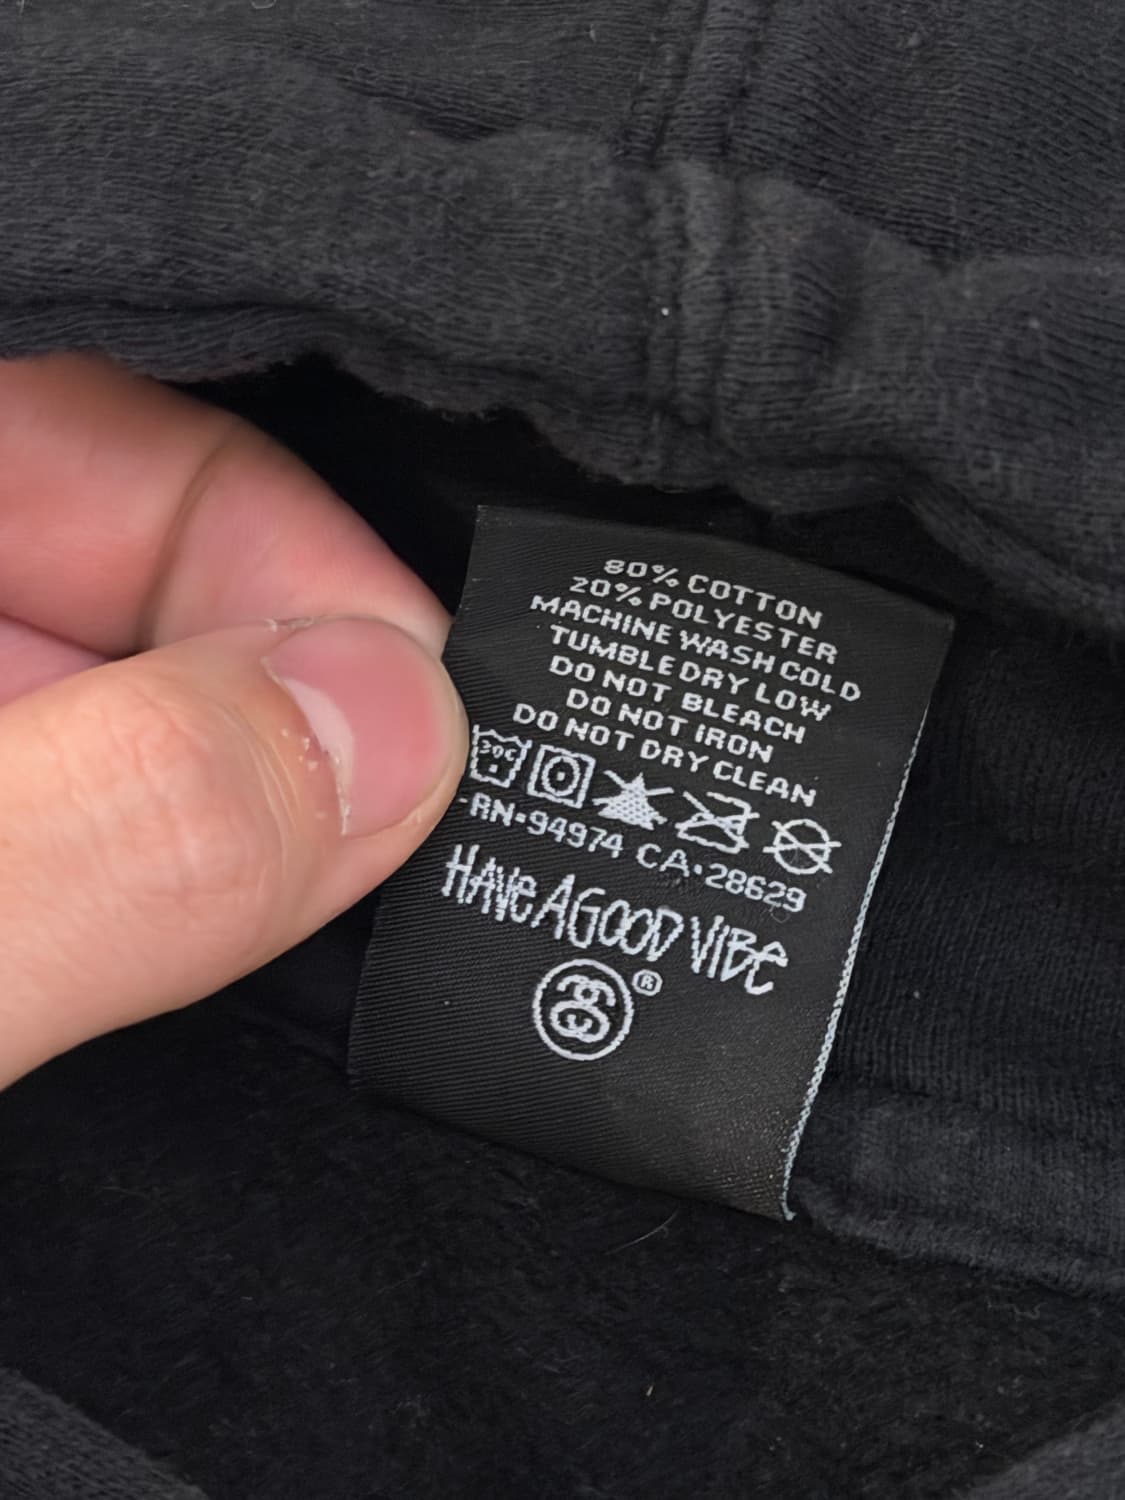 80% COTTON
20% POLYESTER
MACHINE WASH COLD
TUMBLE DRY LOW
DO NOT BLEACH
DO NOT IRON
DO NOT DRY CLEAN
30°C
RN•94974 CA•28629
HAVE A GOOD VIBE
®